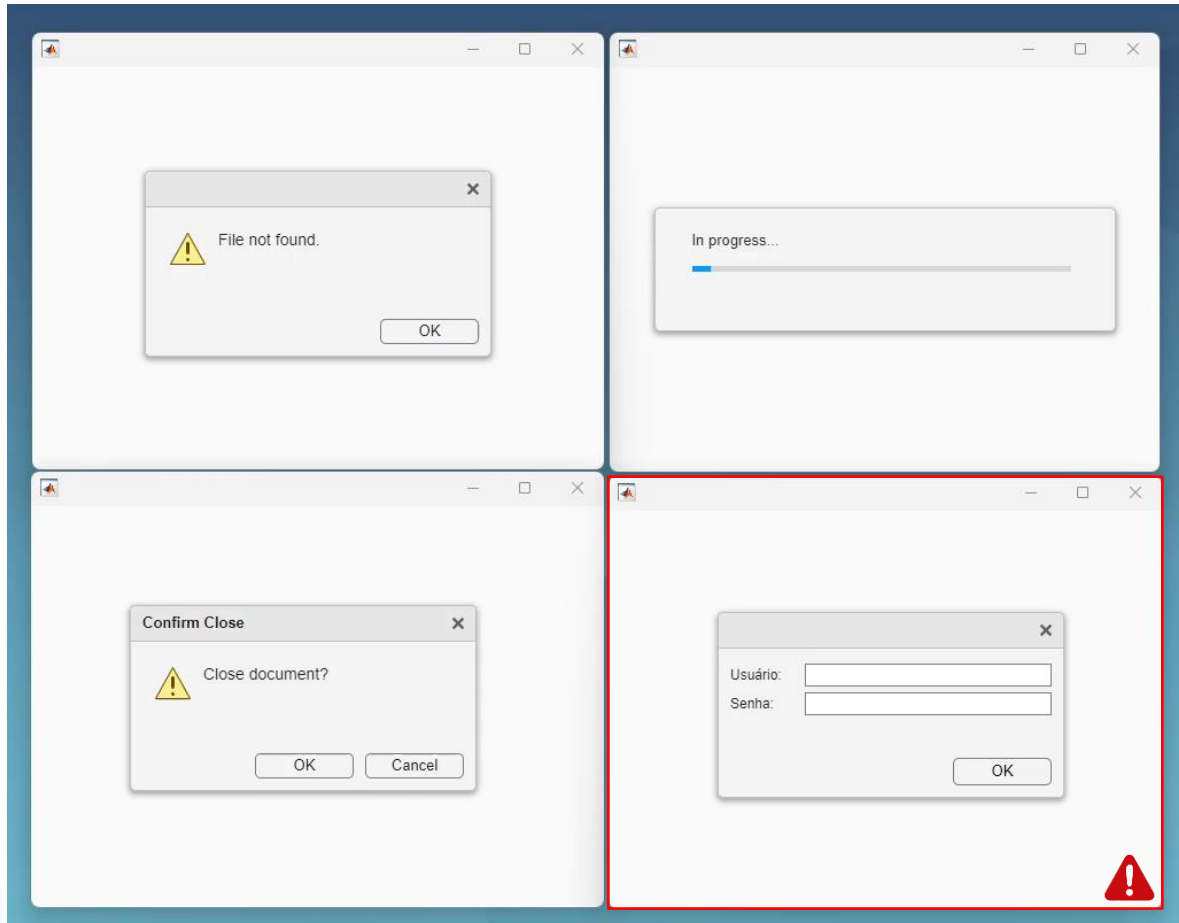 File not found.
OK
In progress...
Confirm Close
Close document?
OK
Cancel
Usuário:
Senha:
OK